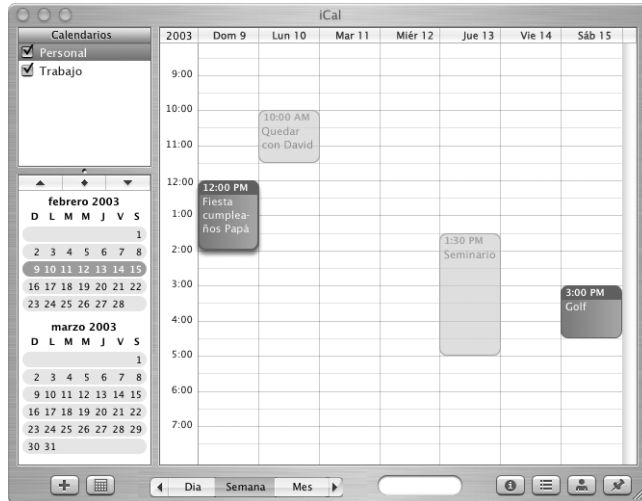 iCal
Calendarios
Personal
Trabajo
febrero 2003
D L M M J V S
1
2 3 4 5 6 7 8
9 10 11 12 13 14 15
16 17 18 19 20 21 22
23 24 25 26 27 28
marzo 2003
D L M M J V S
1
2 3 4 5 6 7 8
9 10 11 12 13 14 15
16 17 18 19 20 21 22
23 24 25 26 27 28 29
30 31
2003 Dom 9 Lun 10 Mar 11 Miér 12 Jue 13 Vie 14 Sáb 15
9:00
10:00
11:00
12:00
1:00
2:00
3:00
4:00
5:00
6:00
7:00
12:00 PM
Fiesta
cumplea-
ños Papá
10:00 AM
Quedar
con David
1:30 PM
Seminario
3:00 PM
Golf
Dia Semana Mes